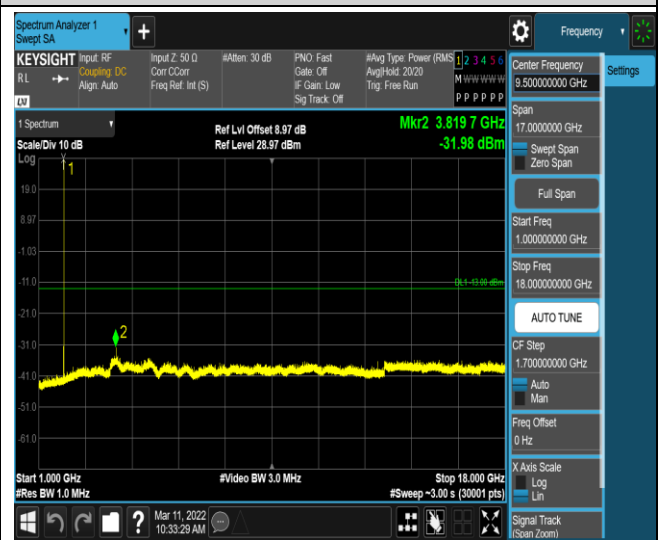 Spectrum Analyzer 1
Swept SA
Frequency
KEYSIGHT Input: RF
RL
Coupling: DC
Align: Auto
LXI
Input Z: 50 Ω
Corr CCorr
Freq Ref: Int (S)
#Atten: 30 dB
PNO: Fast
Gate: Off
IF Gain: Low
Sig Track: Off
#Avg Type: Power (RMS
Avg|Hold: 20/20
Trig: Free Run
1 2 3 4 5 6
M W W W W W
P P P P P P
Center Frequency
9.500000000 GHz
Settings
Span
17.0000000 GHz
Swept Span
Zero Span
Full Span
Start Freq
1.000000000 GHz
Stop Freq
18.000000000 GHz
AUTO TUNE
CF Step
1.700000000 GHz
Auto
Man
Freq Offset
0 Hz
X Axis Scale
Log
Lin
Signal Track
(Span Zoom)
1 Spectrum
Scale/Div 10 dB
Log
Ref Lvl Offset 8.97 dB
Ref Level 28.97 dBm
Mkr2 3.819 7 GHz
-31.98 dBm
1
19.0
8.97
-1.03
-11.0
DL1 -13.00 dBm
-21.0
-31.0
2
-41.0
-51.0
-61.0
Start 1.000 GHz
#Video BW 3.0 MHz
Stop 18.000 GHz
#Res BW 1.0 MHz
#Sweep ~3.00 s (30001 pts)
?
Mar 11, 2022
10:33:29 AM